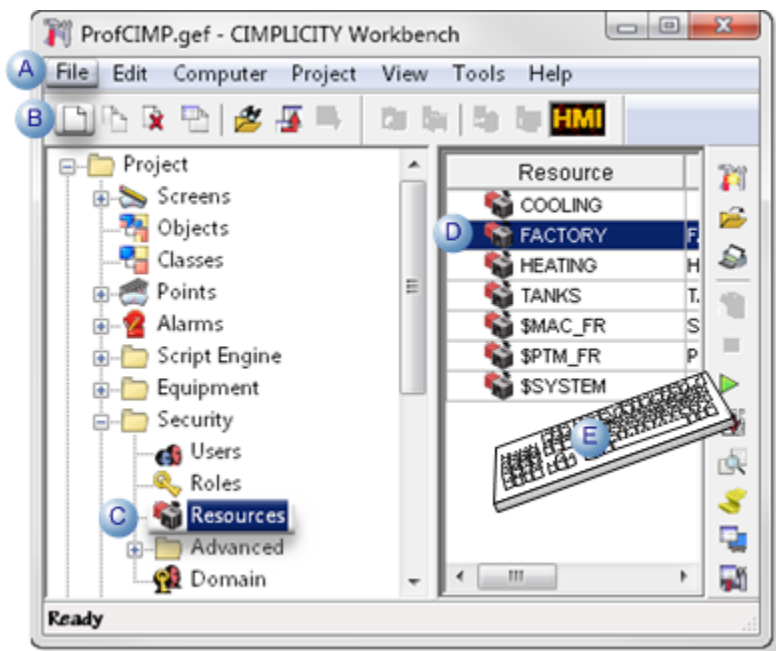 ProfCIMP.gef - CIMPLICITY Workbench
A File Edit Computer Project View Tools Help
B HMI
Project
Screens
Objects
Classes
Points
Alarms
Script Engine
Equipment
Security
Users
Roles
C Resources
Advanced
Domain
Resource
COOLING
D FACTORY F
HEATING H
TANKS T
$MAC_FR S
$PTM_FR P
$SYSTEM
E
Ready